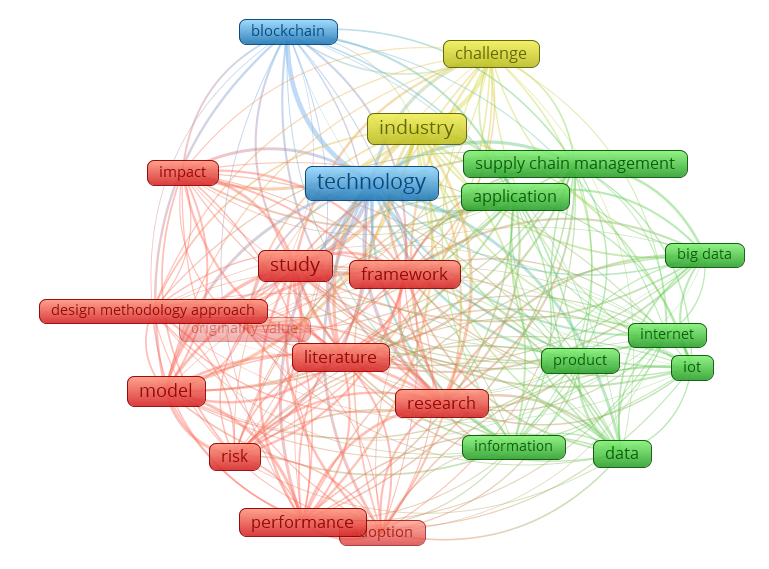 blockchain
challenge
industry
supply chain management
impact
technology
application
big data
study
framework
design methodology approach
originality value
internet
literature
product
iot
model
research
information
data
risk
performance
adoption